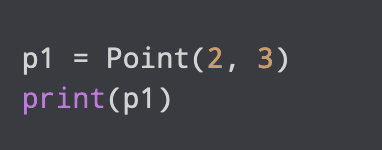 p1 = Point(2, 3)
print(p1)